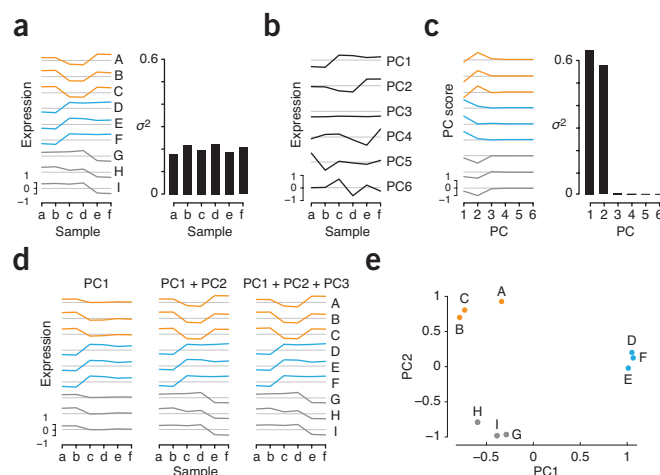 a
b
c
0.6
0.6
A
B
C
D
E
F
G
H
I
Expression
1
0
−1
a b c d e f
Sample
σ²
0
a b c d e f
Sample
Expression
PC1
PC2
PC3
PC4
PC5
PC6
1
0
−1
a b c d e f
Sample
PC score
1
0
−1
1 2 3 4 5 6
PC
σ²
0
1 2 3 4 5 6
PC
d
PC1
PC1 + PC2
PC1 + PC2 + PC3
Expression
A
B
C
D
E
F
G
H
I
1
0
−1
a b c d e f
a b c d e f
a b c d e f
Sample
e
PC2
1
0.5
0
−0.5
−1
A
C
B
D
F
E
H
I
G
−0.5 0 0.5 1
PC1